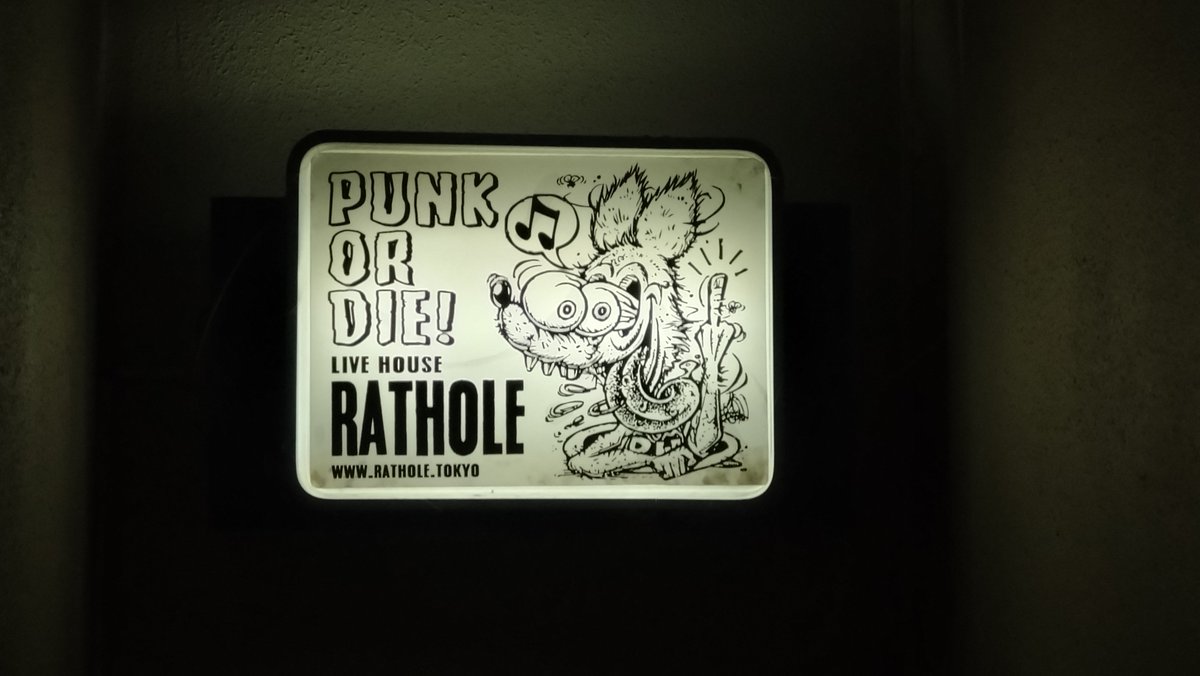 PUNK
OR
DIE!
LIVE HOUSE
RATHOLE
WWW.RATHOLE.TOKYO